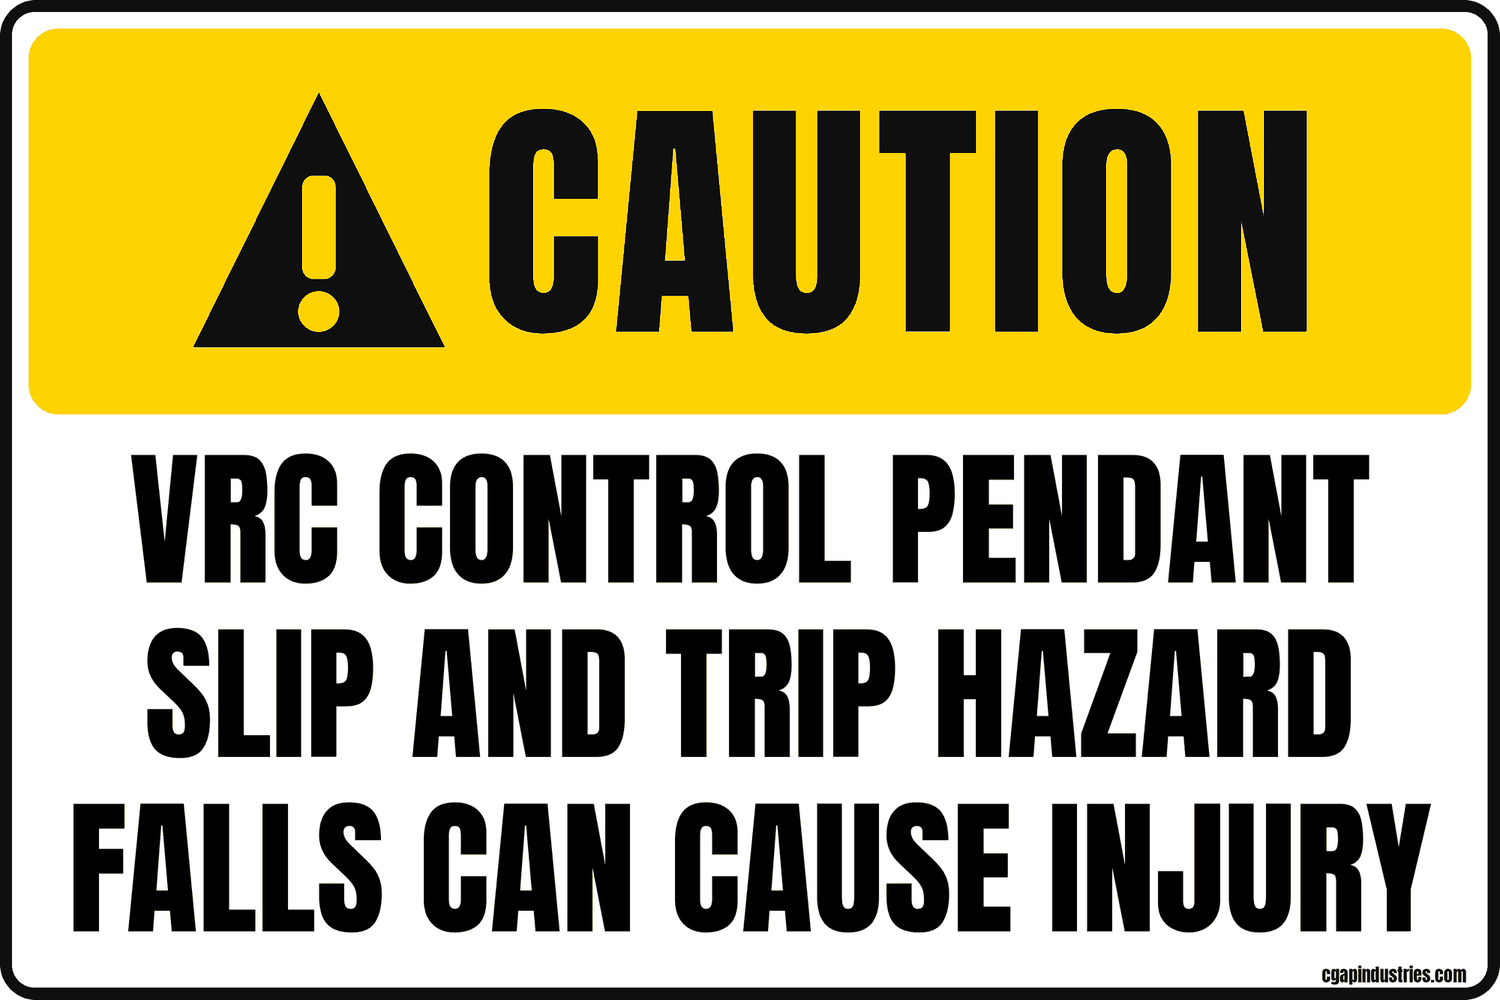 CAUTION
VRC CONTROL PENDANT
SLIP AND TRIP HAZARD
FALLS CAN CAUSE INJURY
cgapindustries.com